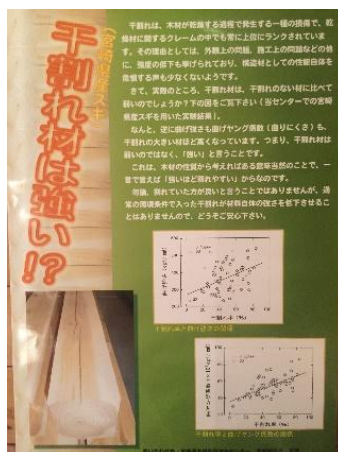 宮崎県産スギ
干割れ材は強い!?
干割れは、木材が乾燥する過程で発生する一種の損傷で、乾
燥材に関するクレームの中でも常に上位にランクされていま
す。その理由としては、外観上の問題、施工上の問題などの他
に、強度の低下も挙げられており、構造材としての性能自体を
危惧する声も少なくないようです。
さて、実際のところ、干割れ材は、干割れのない材に比べて
弱いのでしょうか?下の図をご覧下さい(当センターでの宮崎
県産スギを用いた実験結果)。
なんと、逆に曲げ強さも曲げヤング係数(曲りにくさ)も、
干割れの大きい材ほど高くなっています。つまり、干割れ材は
弱いのではなく、「強い」と言うことです。
これは、木材の性質から考えればある意味当然のことで、一
言で言えば「強いほど割れやすい」からなのです。
勿論、割れていた方が良いと言うことではありませんが、通
常の環境条件で入った干割れが材料自体の強さを低下させるこ
とはありませんので、どうぞご安心下さい。
干割れ率(%)
干割れ率と曲げ強さの関係
干割れ率(%)
干割れ率と曲げヤング係数の関係